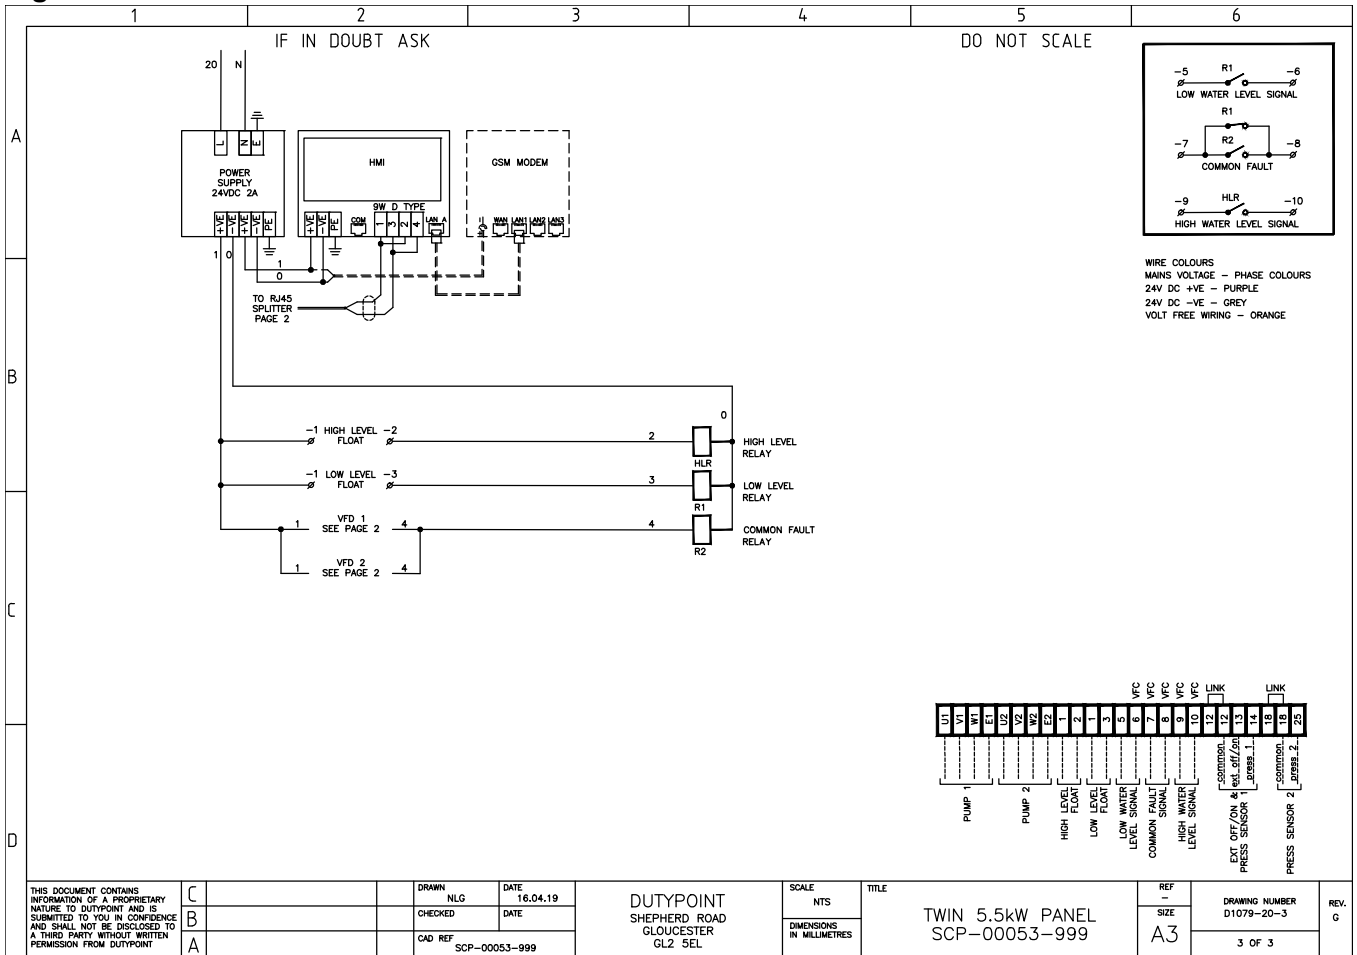 1 2 3 4 5 6
IF IN DOUBT ASK
DO NOT SCALE
A
B
C
D
20 N
L N E
POWER
SUPPLY
24VDC 2A
+VE -VE +VE -VE PE
1 0
1
0
HMI
9W D TYPE
+VE -VE PE
COM
1 3 2 4
LAN A
GSM MODEM
WAN LAN1 LAN2 LAN3
TO RJ45
SPLITTER
PAGE 2
-5 R1 -6
LOW WATER LEVEL SIGNAL
R1
-7 R2 -8
COMMON FAULT
-9 HLR -10
HIGH WATER LEVEL SIGNAL
WIRE COLOURS
MAINS VOLTAGE - PHASE COLOURS
24V DC +VE - PURPLE
24V DC -VE - GREY
VOLT FREE WIRING - ORANGE
0
-1 HIGH LEVEL -2
FLOAT
2
HLR
HIGH LEVEL
RELAY
-1 LOW LEVEL -3
FLOAT
3
R1
LOW LEVEL
RELAY
1 VFD 1 4
SEE PAGE 2
4
R2
COMMON FAULT
RELAY
1 VFD 2 4
SEE PAGE 2
VFC VFC VFC VFC VFC
LINK
LINK
U1 V1 W1 E1 U2 V2 W2 E2 1 2 1 3 5 6 7 8 9 10 12 12 13 14 18 18 25
common
ext off/on
press 1
common
press 2
PUMP 1
PUMP 2
HIGH LEVEL
FLOAT
LOW LEVEL
FLOAT
LOW WATER
LEVEL SIGNAL
COMMON FAULT
SIGNAL
HIGH WATER
LEVEL SIGNAL
EXT OFF/ON &
PRESS SENSOR 1
PRESS SENSOR 2
THIS DOCUMENT CONTAINS
INFORMATION OF A PROPRIETARY
NATURE TO DUTYPOINT AND IS
SUBMITTED TO YOU IN CONFIDENCE
AND SHALL NOT BE DISCLOSED TO
A THIRD PARTY WITHOUT WRITTEN
PERMISSION FROM DUTYPOINT
C
B
A
DRAWN
NLG
DATE
16.04.19
CHECKED
DATE
CAD REF
SCP-00053-999
DUTYPOINT
SHEPHERD ROAD
GLOUCESTER
GL2 5EL
SCALE
NTS
DIMENSIONS
IN MILLIMETRES
TITLE
TWIN 5.5kW PANEL
SCP-00053-999
REF
-
SIZE
A3
DRAWING NUMBER
D1079-20-3
3 OF 3
REV.
G